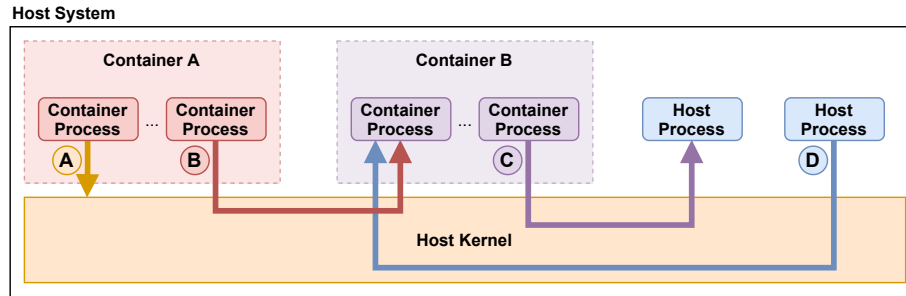 Host System
Container A
Container B
Container
Process
...
Container
Process
Container
Process
...
Container
Process
Host
Process
Host
Process
A
B
C
D
Host Kernel